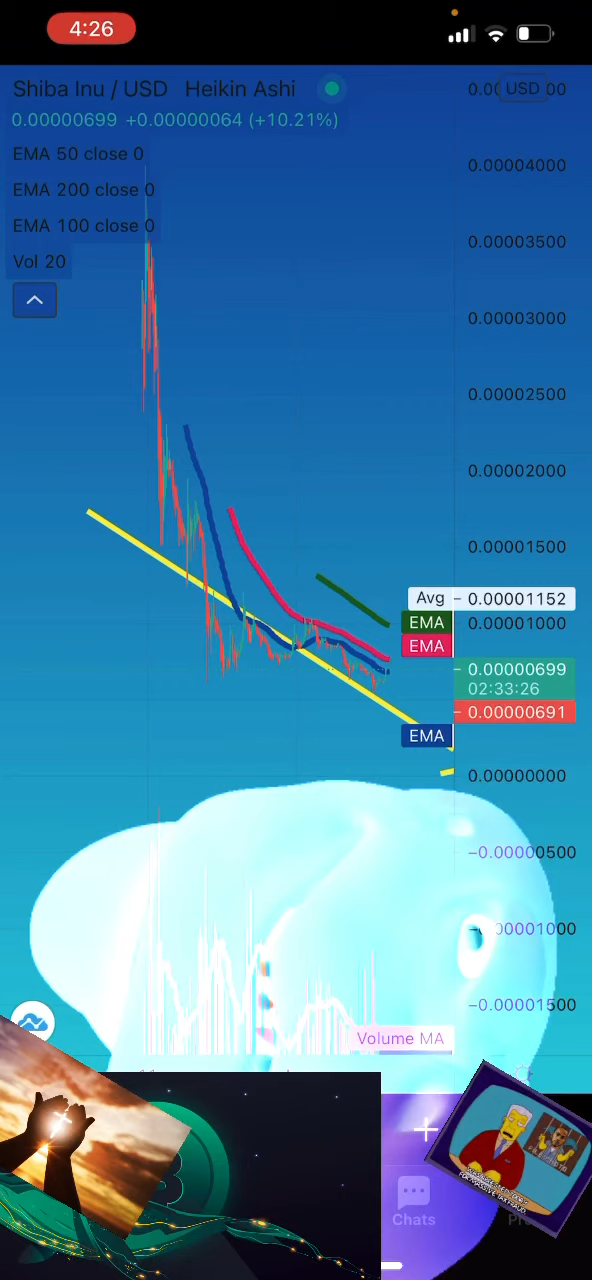 4:26
Shiba Inu / USD Heikin Ashi
USD
0.00000699 +0.00000064 (+10.21%)
EMA 50 close 0
EMA 200 close 0
EMA 100 close 0
Vol 20
0.00004000
0.00003500
0.00003000
0.00002500
0.00002000
0.00001500
Avg 0.00001152
EMA 0.00001000
EMA
0.00000699
02:33:26
0.00000691
EMA
0.00000000
−0.00000500
−0.00001000
−0.00001500
Volume MA
Chats